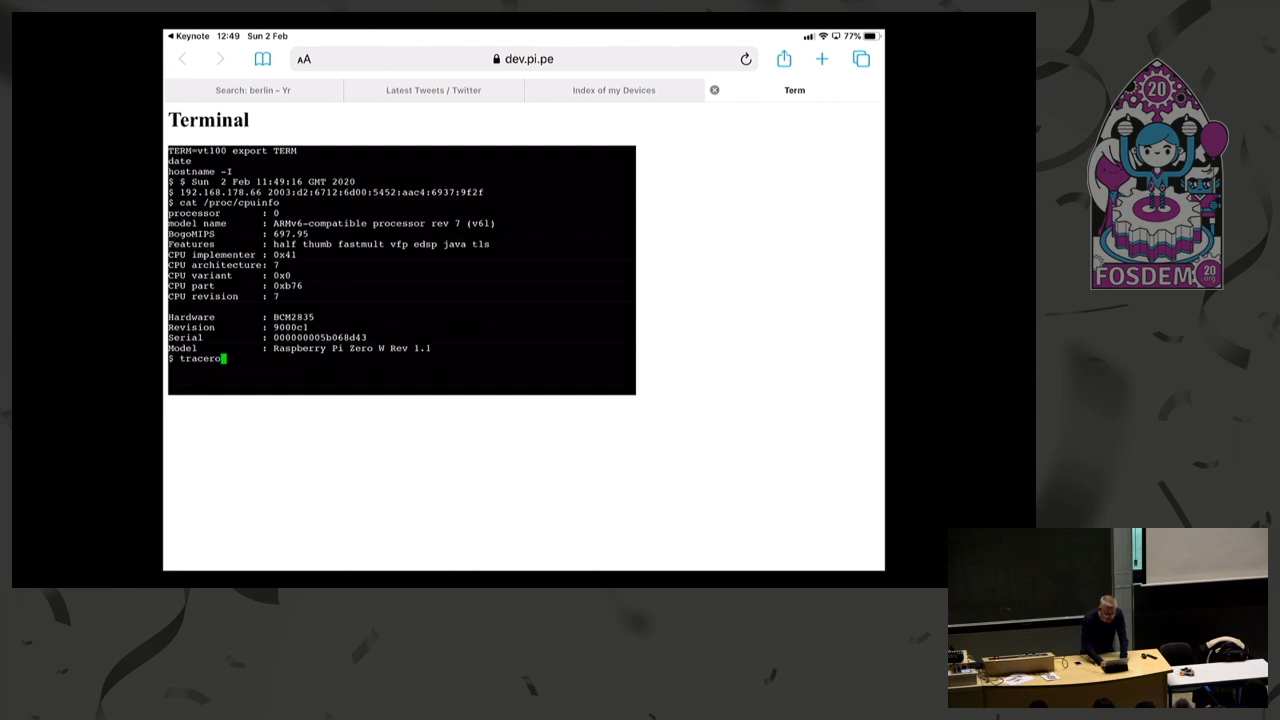 Keynote 12:49 Sun 2 Feb 77%
AA dev.pi.pe
Search: berlin – Yr Latest Tweets / Twitter Index of my Devices Term
Terminal
TERM=vt100 export TERM
date
hostname -I
$ $ Sun  2 Feb 11:49:16 GMT 2020
$ 192.168.178.66 2003:d2:6712:6d00:5452:aac4:6937:9f2f
$ cat /proc/cpuinfo
processor : 0
model name : ARMv6-compatible processor rev 7 (v6l)
BogoMIPS : 697.95
Features : half thumb fastmult vfp edsp java tls
CPU implementer : 0x41
CPU architecture: 7
CPU variant : 0x0
CPU part : 0xb76
CPU revision : 7
Hardware : BCM2835
Revision : 9000c1
Serial : 000000005b068d43
Model : Raspberry Pi Zero W Rev 1.1
$ tracero
20
FOSDEM 20
.org